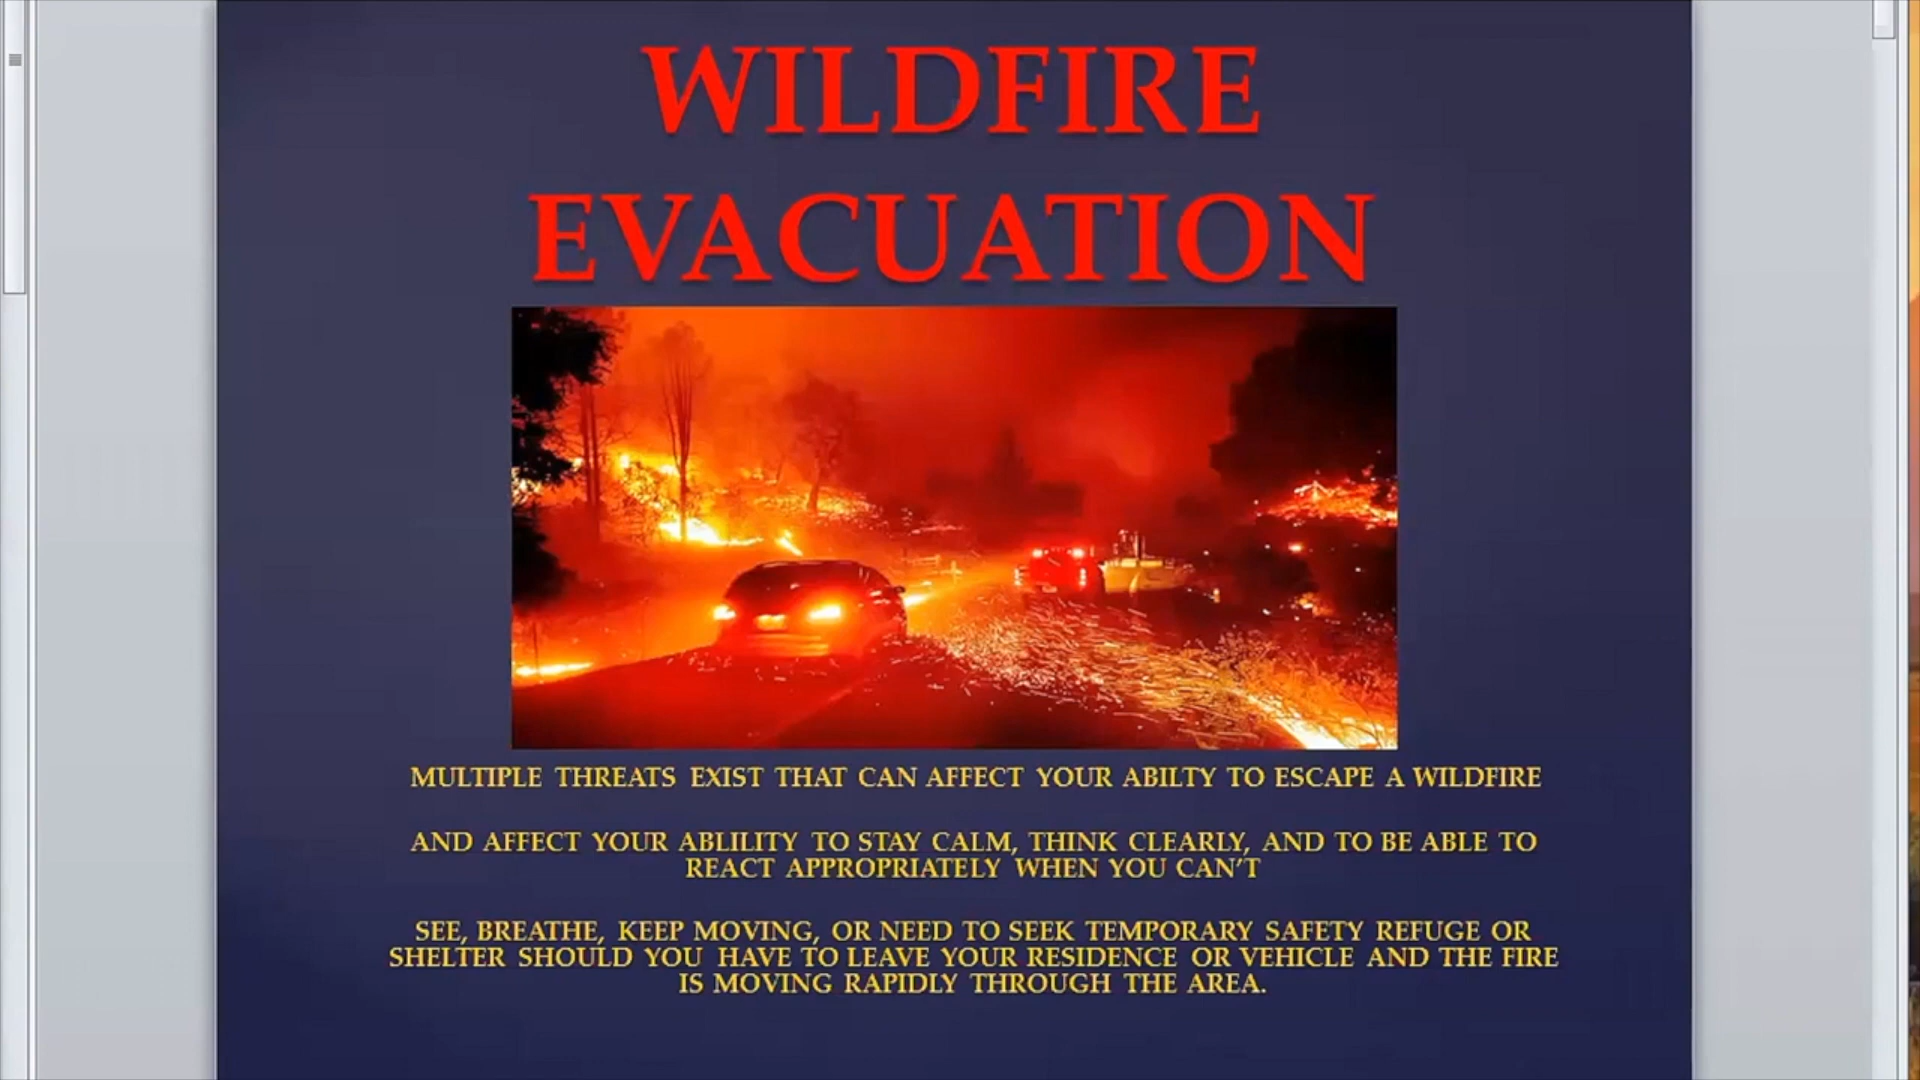 WILDFIRE
EVACUATION
MULTIPLE THREATS EXIST THAT CAN AFFECT YOUR ABILTY TO ESCAPE A WILDFIRE
AND AFFECT YOUR ABLILITY TO STAY CALM, THINK CLEARLY, AND TO BE ABLE TO
REACT APPROPRIATELY WHEN YOU CAN'T
SEE, BREATHE, KEEP MOVING, OR NEED TO SEEK TEMPORARY SAFETY REFUGE OR
SHELTER SHOULD YOU HAVE TO LEAVE YOUR RESIDENCE OR VEHICLE AND THE FIRE
IS MOVING RAPIDLY THROUGH THE AREA.